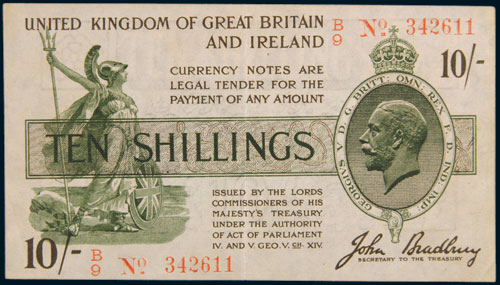 UNITED KINGDOM OF GREAT BRITAIN
AND IRELAND
B/9 No. 342611
10/-
CURRENCY NOTES ARE
LEGAL TENDER FOR THE
PAYMENT OF ANY AMOUNT
TEN SHILLINGS
GEORGIVS V D. G. BRITT: OMN: REX F. D. IND: IMP:
ISSUED BY THE LORDS
COMMISSIONERS OF HIS
MAJESTY'S TREASURY
UNDER THE AUTHORITY
OF ACT OF PARLIAMENT
IV. AND V. GEO. V. CH. XIV.
10/-
B/9 No. 342611
John Bradbury
SECRETARY TO THE TREASURY